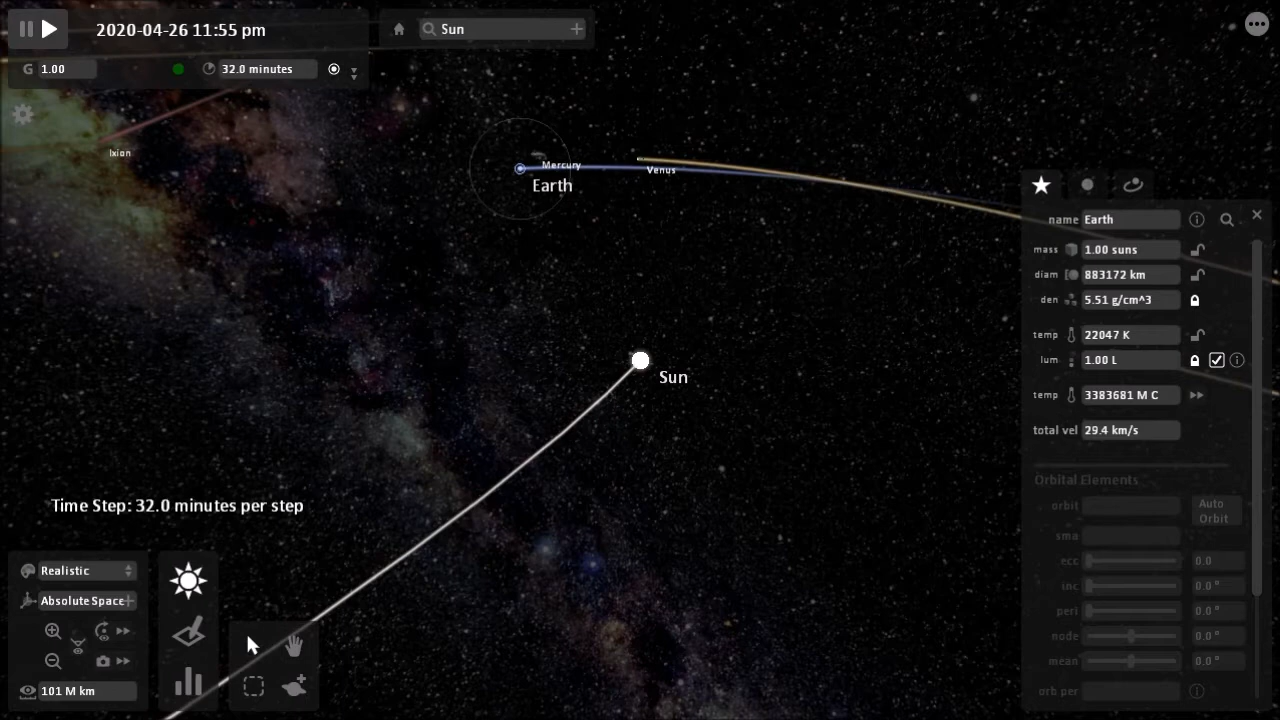 2020-04-26 11:55 pm
Sun
G 1.00
32.0 minutes
Ixion
Mercury
Venus
Earth
Sun
Time Step: 32.0 minutes per step
Realistic
Absolute Space
101 M km
name Earth
mass 1.00 suns
diam 883172 km
den 5.51 g/cm^3
temp 22047 K
lum 1.00 L
temp 3383681 M C
total vel 29.4 km/s
Orbital Elements
orbit
Auto Orbit
sma
ecc 0.0
inc 0.0 °
peri 0.0 °
node 0.0 °
mean 0.0 °
orb per